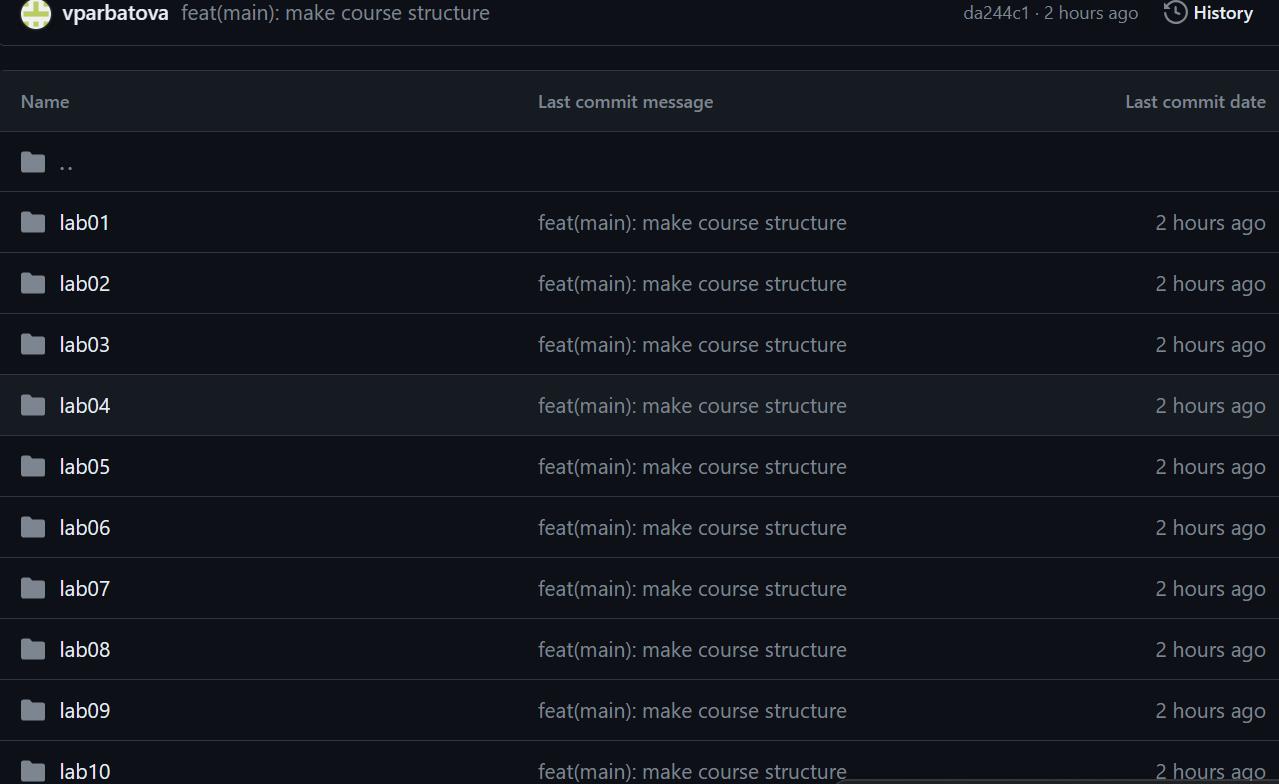 vparbatova feat(main): make course structure da244c1 · 2 hours ago History
Name Last commit message Last commit date
..
lab01 feat(main): make course structure 2 hours ago
lab02 feat(main): make course structure 2 hours ago
lab03 feat(main): make course structure 2 hours ago
lab04 feat(main): make course structure 2 hours ago
lab05 feat(main): make course structure 2 hours ago
lab06 feat(main): make course structure 2 hours ago
lab07 feat(main): make course structure 2 hours ago
lab08 feat(main): make course structure 2 hours ago
lab09 feat(main): make course structure 2 hours ago
lab10 feat(main): make course structure 2 hours ago